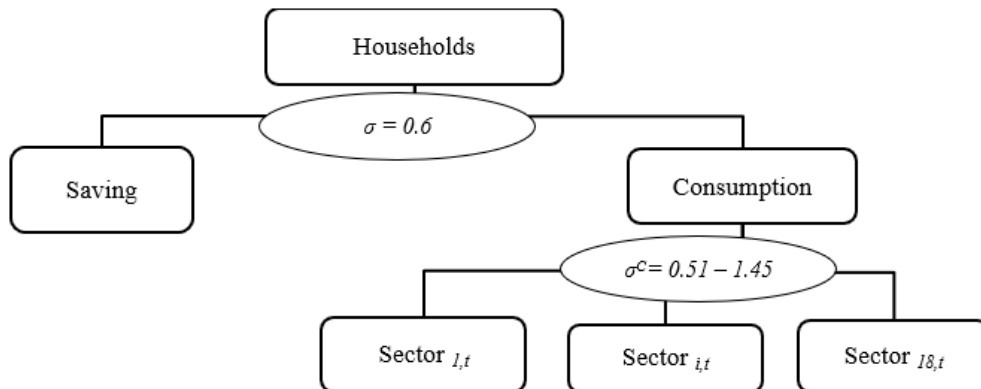 Households
σ = 0.6
Saving
Consumption
σᶜ= 0.51 – 1.45
Sector 1,t
Sector i,t
Sector 18,t